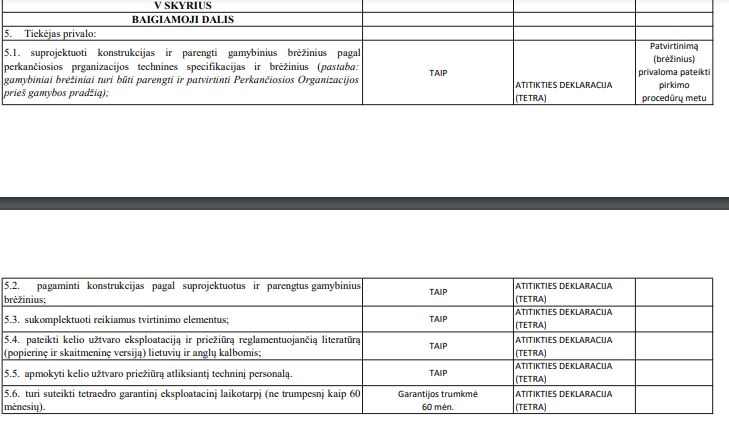 V SKYRIUS
BAIGIAMOJI DALIS
5. Tiekėjas privalo:
5.1. suprojektuoti konstrukcijas ir parengti gamybinius brėžinius pagal
perkančiosios prganizacijos technines specifikacijas ir brėžinius (pastaba:
gamybiniai brėžiniai turi būti parengti ir patvirtinti Perkančiosios Organizacijos
prieš gamybos pradžią);
TAIP
ATITIKTIES DEKLARACIJA
(TETRA)
Patvirtinimą
(brėžinius)
privaloma pateikti
pirkimo
procedūrų metu
5.2. pagaminti konstrukcijas pagal suprojektuotus ir parengtus gamybinius
brėžinius;
TAIP
ATITIKTIES DEKLARACIJA
(TETRA)
5.3. sukomplektuoti reikiamus tvirtinimo elementus;
TAIP
ATITIKTIES DEKLARACIJA
(TETRA)
5.4. pateikti kelio užtvaro eksploataciją ir priežiūrą reglamentuojančią literatūrą
(popierinę ir skaitmeninę versiją) lietuvių ir anglų kalbomis;
TAIP
ATITIKTIES DEKLARACIJA
(TETRA)
5.5. apmokyti kelio užtvaro priežiūrą atliksiantį techninį personalą.
TAIP
ATITIKTIES DEKLARACIJA
(TETRA)
5.6. turi suteikti tetraedro garantinį eksploatacinį laikotarpį (ne trumpesnį kaip 60
mėnesių).
Garantijos trumkmė
60 mėn.
ATITIKTIES DEKLARACIJA
(TETRA)